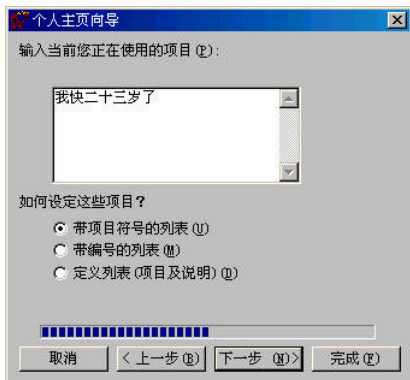 个人主页向导
输入当前您正在使用的项目(P):
我快二十三岁了
如何设定这些项目？
带项目符号的列表(U)
带编号的列表(M)
定义列表(项目及说明)(D)
取消 <上一步(B) 下一步 (N)> 完成(F)